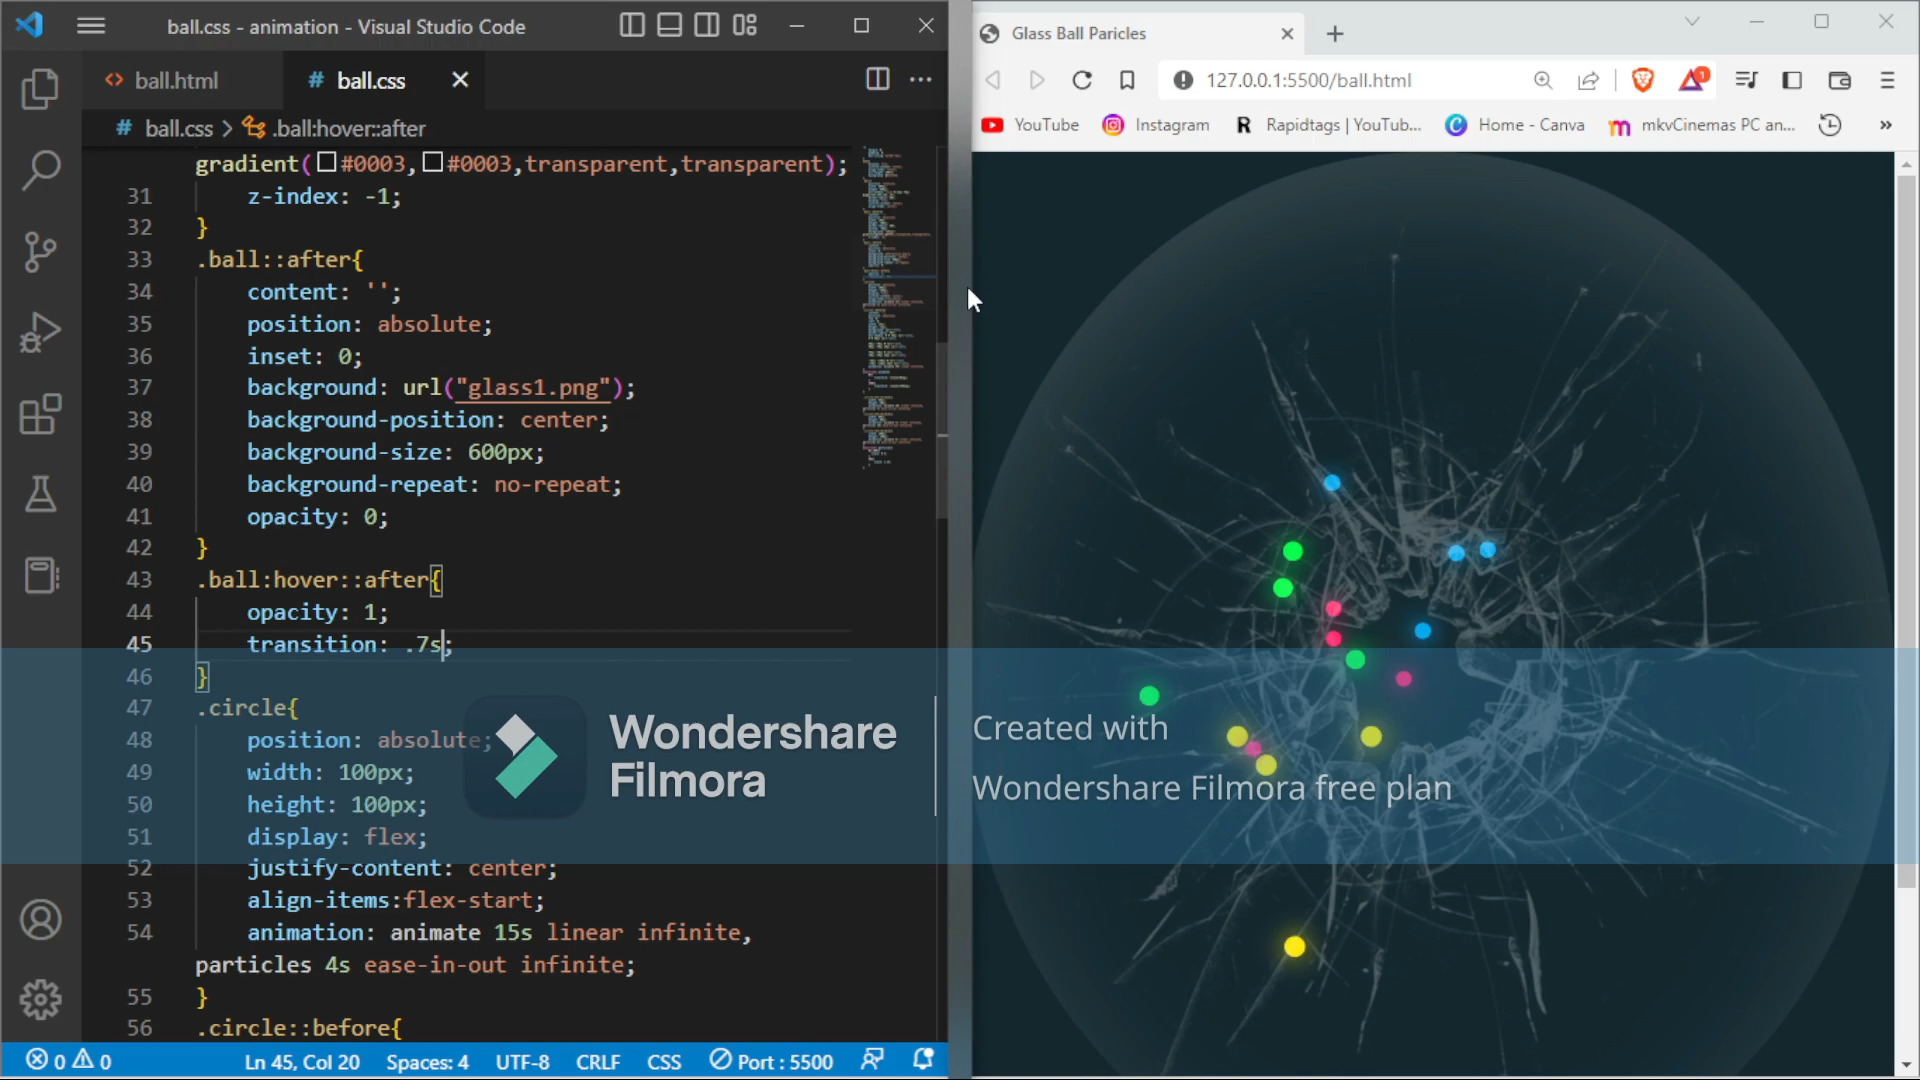 ball.css - animation - Visual Studio Code
ball.html
ball.css
ball.css > .ball:hover::after
gradient(#0003,#0003,transparent,transparent);
31 z-index: -1;
32 }
33 .ball::after{
34 content: '';
35 position: absolute;
36 inset: 0;
37 background: url("glass1.png");
38 background-position: center;
39 background-size: 600px;
40 background-repeat: no-repeat;
41 opacity: 0;
42 }
43 .ball:hover::after{
44 opacity: 1;
45 transition: .7s;
46 }
47 .circle{
48 position: absolute;
49 width: 100px;
50 height: 100px;
51 display: flex;
52 justify-content: center;
53 align-items:flex-start;
54 animation: animate 15s linear infinite,
particles 4s ease-in-out infinite;
55 }
56 .circle::before{
0 0 Ln 45, Col 20 Spaces: 4 UTF-8 CRLF CSS Port : 5500
Glass Ball Paricles
127.0.0.1:5500/ball.html
1
YouTube Instagram Rapidtags | YouTub... Home - Canva mkvCinemas PC an... »
Wondershare
Filmora
Created with
Wondershare Filmora free plan